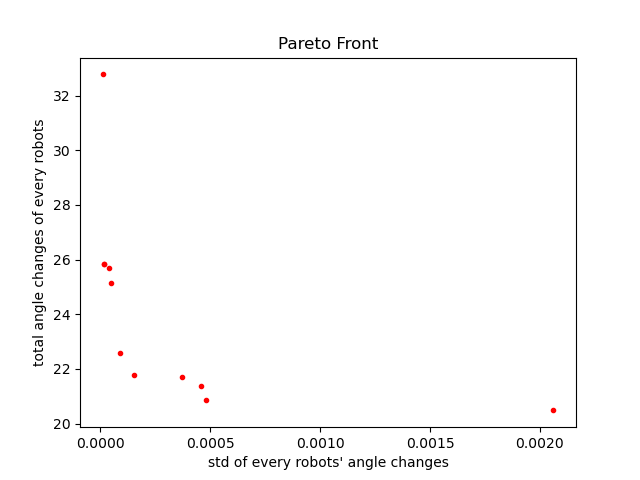 Pareto Front
total angle changes of every robots
32
30
28
26
24
22
20
0.0000 0.0005 0.0010 0.0015 0.0020
std of every robots' angle changes